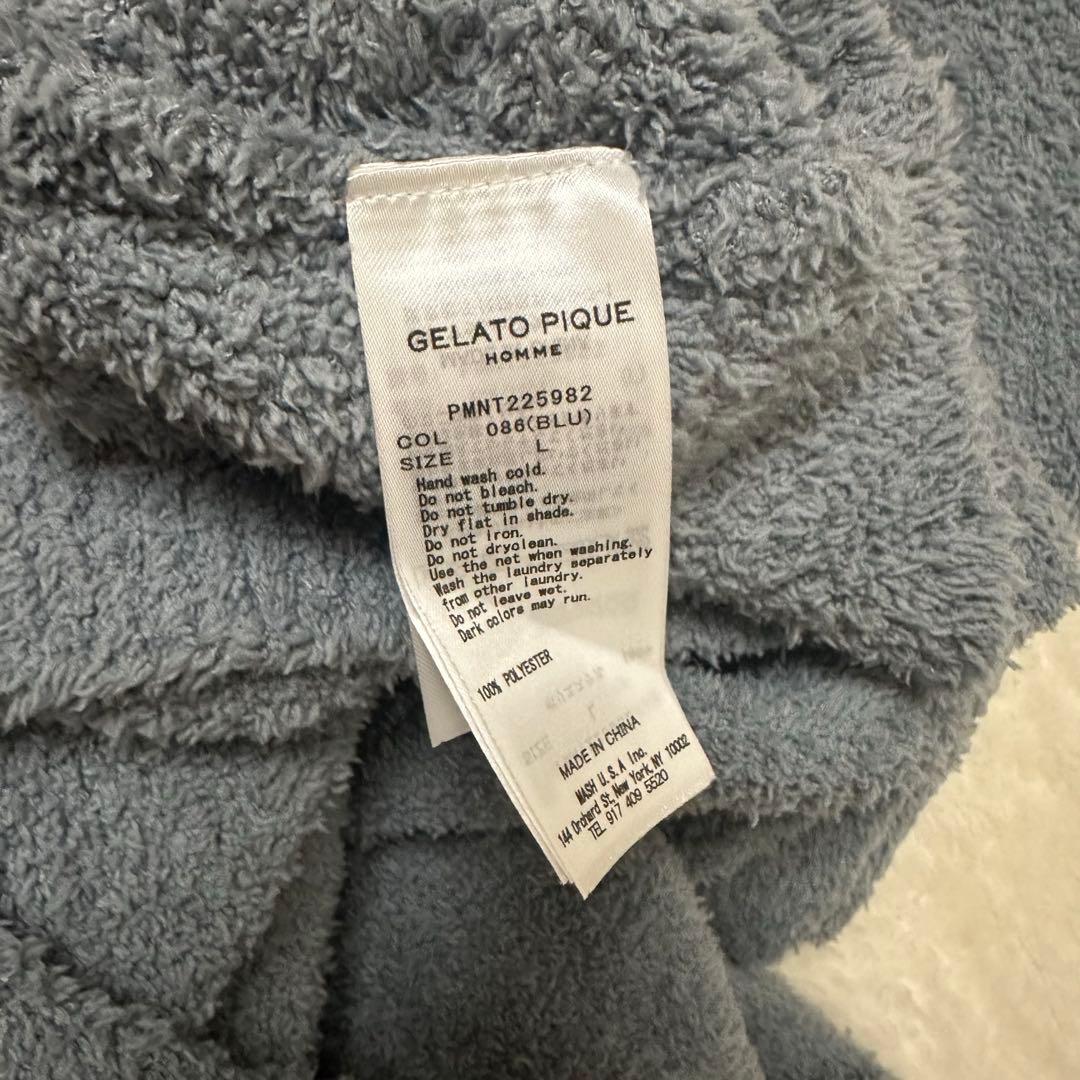 GELATO PIQUE
HOMME
PMNT225982
COL 086(BLU)
SIZE L
Hand wash cold.
Do not bleach.
Do not tumble dry.
Dry flat in shade.
Do not iron.
Do not dryclean.
Use the net when washing.
Wash the laundry separately
from other laundry.
Do not leave wet.
Dark colors may run.
100% POLYESTER
MADE IN CHINA
MASH U.S.A Inc.
144 Orchard St, New York, NY 10002
TEL 917 409 5520